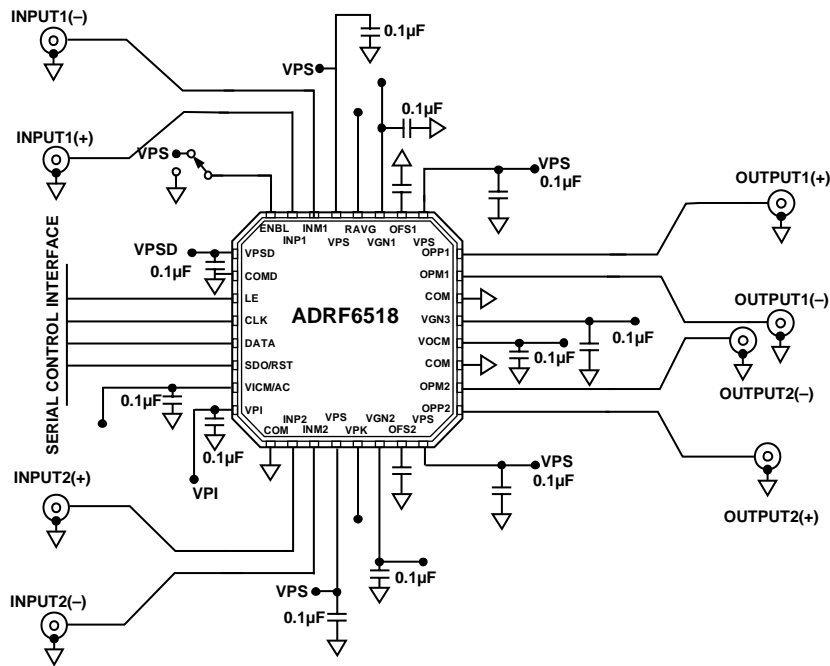 INPUT1(−)
0.1µF
VPS
0.1µF
INPUT1(+)
VPS
VPS
0.1µF
OUTPUT1(+)
ENBL
INP1
INM1
VPS
RAVG
VGN1
OFS1
VPS
VPSD
0.1µF
SERIAL CONTROL INTERFACE
VPSD
COMD
LE
CLK
DATA
SDO/RST
VICM/AC
VPI
ADRF6518
OPP1
OPM1
COM
VGN3
VOCM
COM
OPM2
OPP2
OUTPUT1(−)
0.1µF
0.1µF
OUTPUT2(−)
0.1µF
0.1µF
VPI
COM
INP2
INM2
VPS
VPK
VGN2
OFS2
VPS
VPS
0.1µF
INPUT2(+)
OUTPUT2(+)
0.1µF
VPS
0.1µF
INPUT2(−)